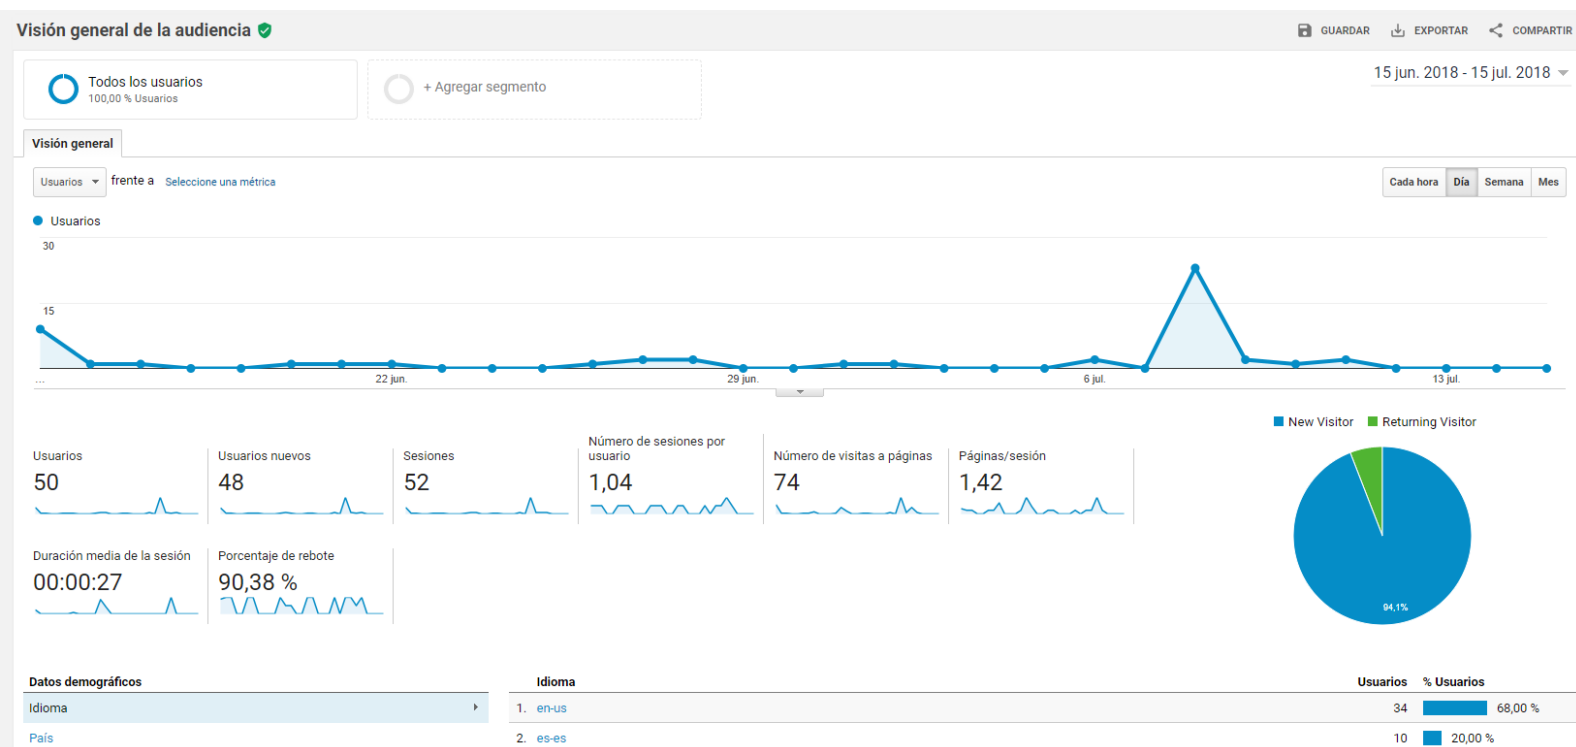 Visión general de la audiencia
GUARDAR EXPORTAR COMPARTIR
Todos los usuarios
100,00 % Usuarios
+ Agregar segmento
15 jun. 2018 - 15 jul. 2018
Visión general
Usuarios frente a Seleccione una métrica
Cada hora Día Semana Mes
Usuarios
30
15
... 22 jun. 29 jun. 6 jul. 13 jul.
New Visitor Returning Visitor
Usuarios
50
Usuarios nuevos
48
Sesiones
52
Número de sesiones por
usuario
1,04
Número de visitas a páginas
74
Páginas/sesión
1,42
Duración media de la sesión
00:00:27
Porcentaje de rebote
90,38 %
94,1%
Datos demográficos
Idioma
País
Idioma Usuarios % Usuarios
1. en-us 34 68,00 %
2. es-es 10 20,00 %